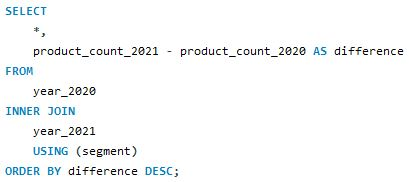 SELECT
*,
product_count_2021 - product_count_2020 AS difference
FROM
year_2020
INNER JOIN
year_2021
USING (segment)
ORDER BY difference DESC;